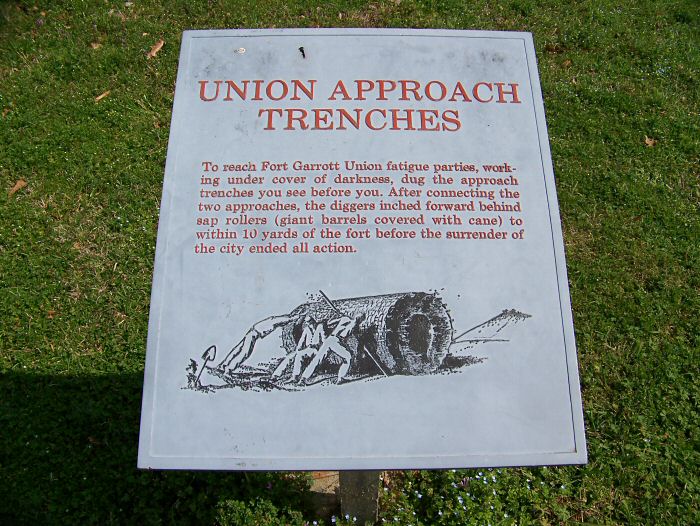 UNION APPROACH
TRENCHES
To reach Fort Garrott Union fatigue parties, work-
ing under cover of darkness, dug the approach
trenches you see before you. After connecting the
two approaches, the diggers inched forward behind
sap rollers (giant barrels covered with cane) to
within 10 yards of the fort before the surrender of
the city ended all action.